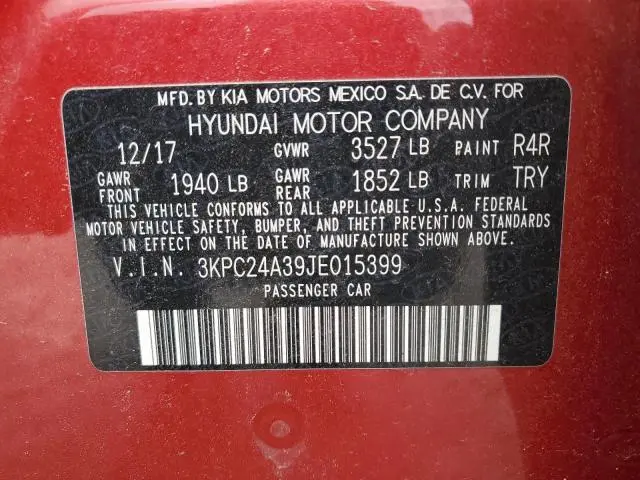 MFD. BY KIA MOTORS MEXICO S.A. DE C.V. FOR
HYUNDAI MOTOR COMPANY
12/17 GVWR 3527 LB PAINT R4R
GAWR FRONT 1940 LB GAWR REAR 1852 LB TRIM TRY
THIS VEHICLE CONFORMS TO ALL APPLICABLE U.S.A. FEDERAL
MOTOR VEHICLE SAFETY, BUMPER, AND THEFT PREVENTION STANDARDS
IN EFFECT ON THE DATE OF MANUFACTURE SHOWN ABOVE.
V.I.N. 3KPC24A39JE015399
PASSENGER CAR